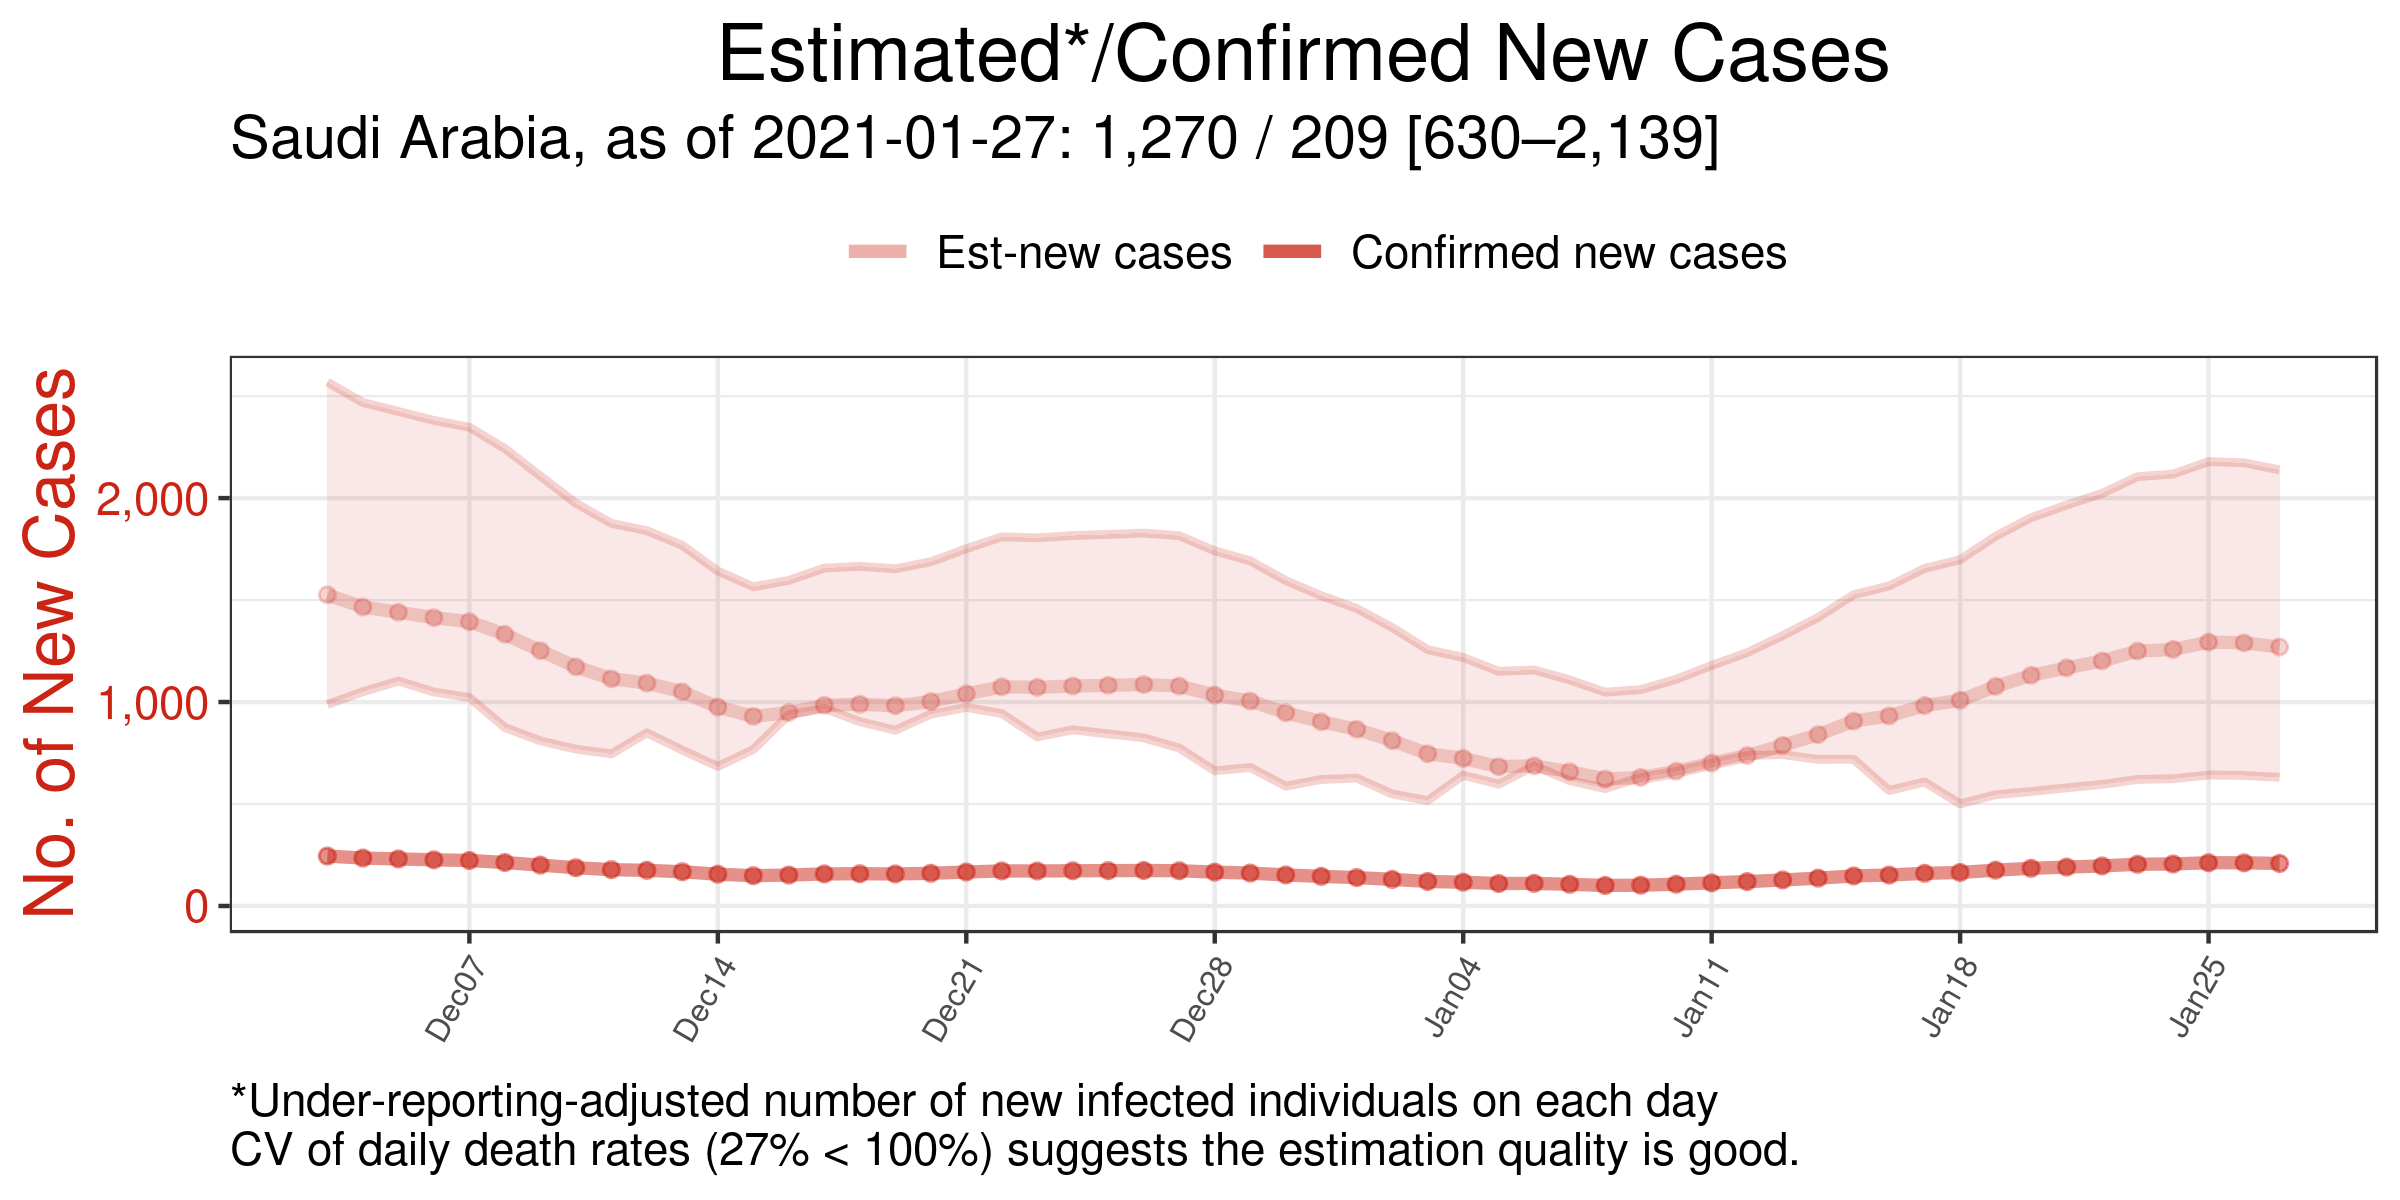 Estimated*/Confirmed New Cases
Saudi Arabia, as of 2021-01-27: 1,270 / 209 [630–2,139]
Est-new cases
Confirmed new cases
No. of New Cases
2,000
1,000
0
Dec07
Dec14
Dec21
Dec28
Jan04
Jan11
Jan18
Jan25
*Under-reporting-adjusted number of new infected individuals on each day
CV of daily death rates (27% < 100%) suggests the estimation quality is good.